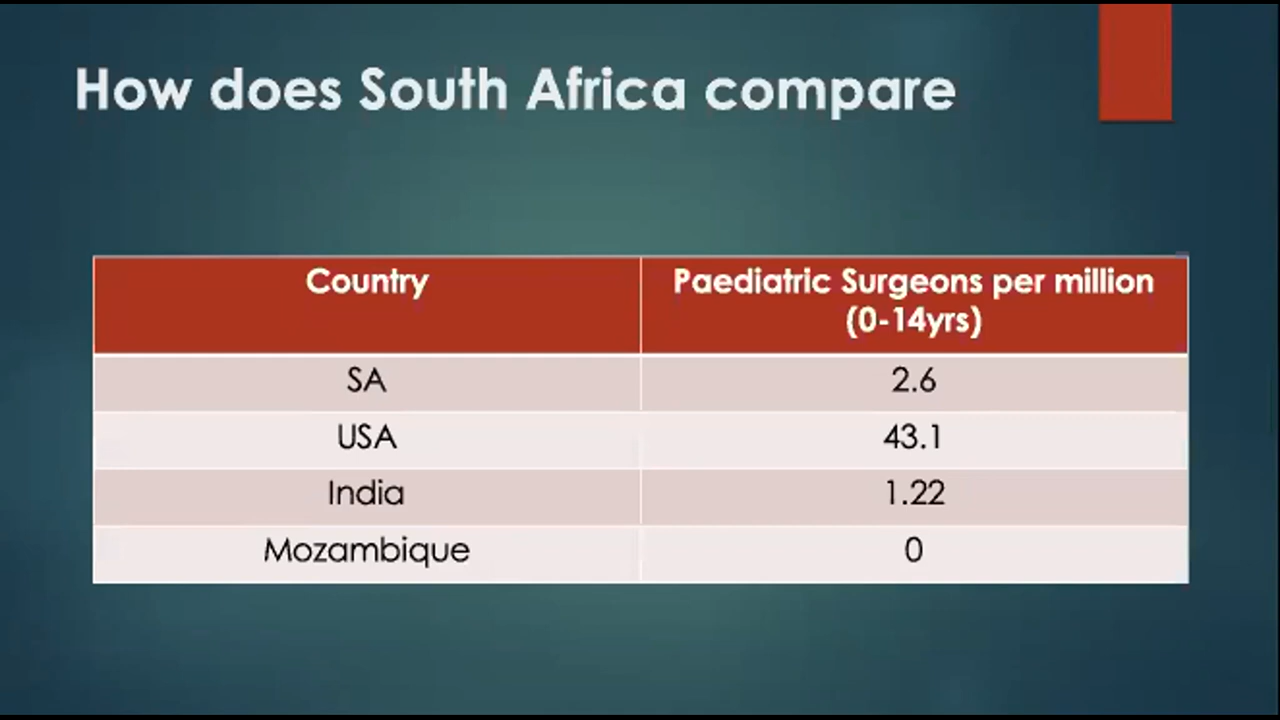 How does South Africa compare
Country
Paediatric Surgeons per million
(0-14yrs)
SA
2.6
USA
43.1
India
1.22
Mozambique
0